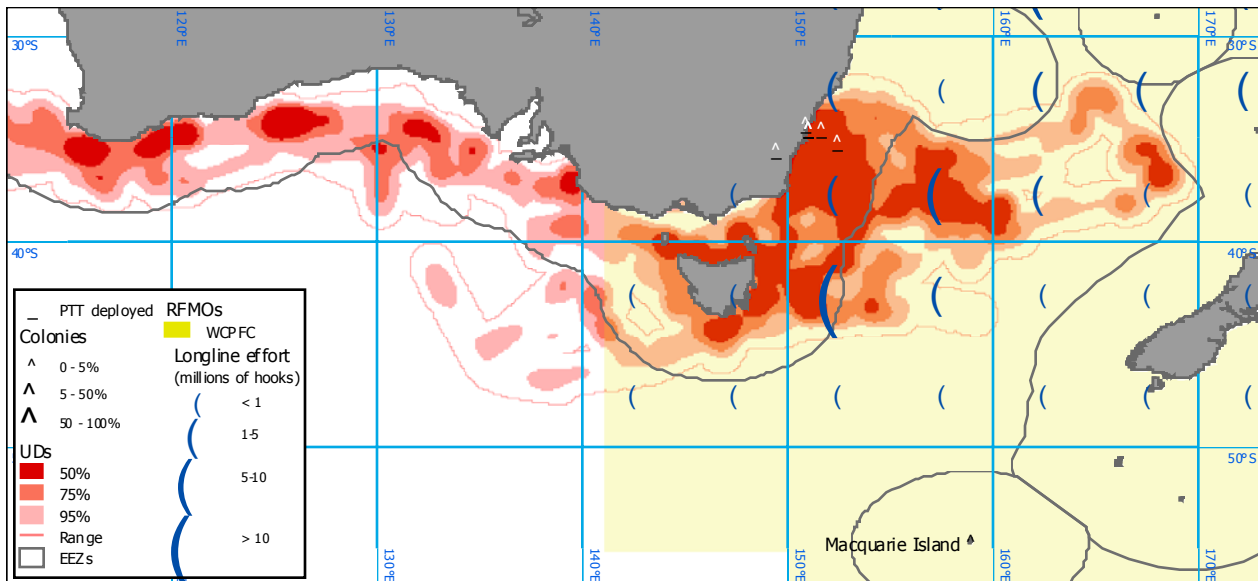 120°E
130°E
140°E
150°E
160°E
170°E
30°S
30°S
40°S
40°S
50°S
PTT deployed
Colonies
0 - 5%
5 - 50%
50 - 100%
UDs
50%
75%
95%
Range
EEZs
RFMOs
WCPFC
Longline effort
(millions of hooks)
< 1
1-5
5-10
> 10
Macquarie Island
130°E
140°E
150°E
160°E
170°E